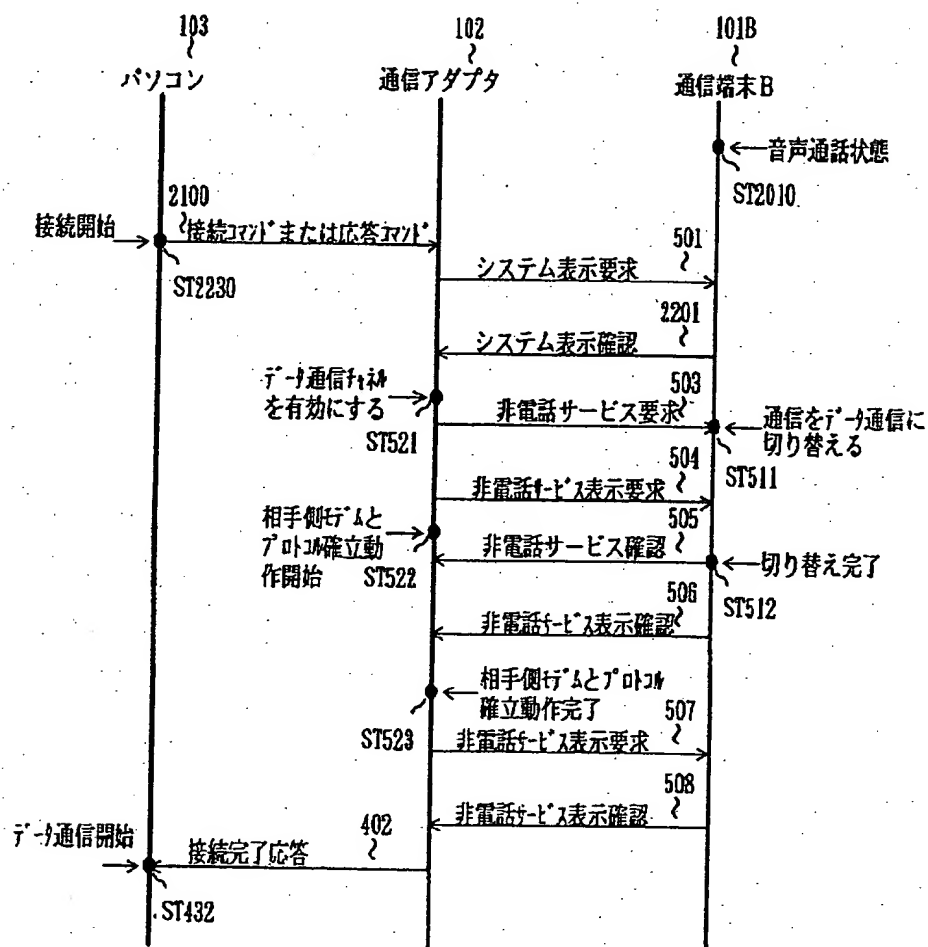 103
102
101B
パソコン
通信アダプタ
通信端末B
音声通話状態
ST2010
2100
接続開始
接続コマンドまたは応答コマンド
ST2230
501
システム表示要求
2201
システム表示確認
データ通信チャネル
を有効にする
ST521
503
非電話サービス要求
通信をデータ通信に
切り替える
ST511
504
非電話サービス表示要求
相手側モデムと
プロトコル確立動
作開始
ST522
505
非電話サービス確認
切り替え完了
ST512
506
非電話サービス表示確認
相手側モデムとプロトコル
確立動作完了
ST523
507
非電話サービス表示要求
508
非電話サービス表示確認
データ通信開始
402
接続完了応答
ST432